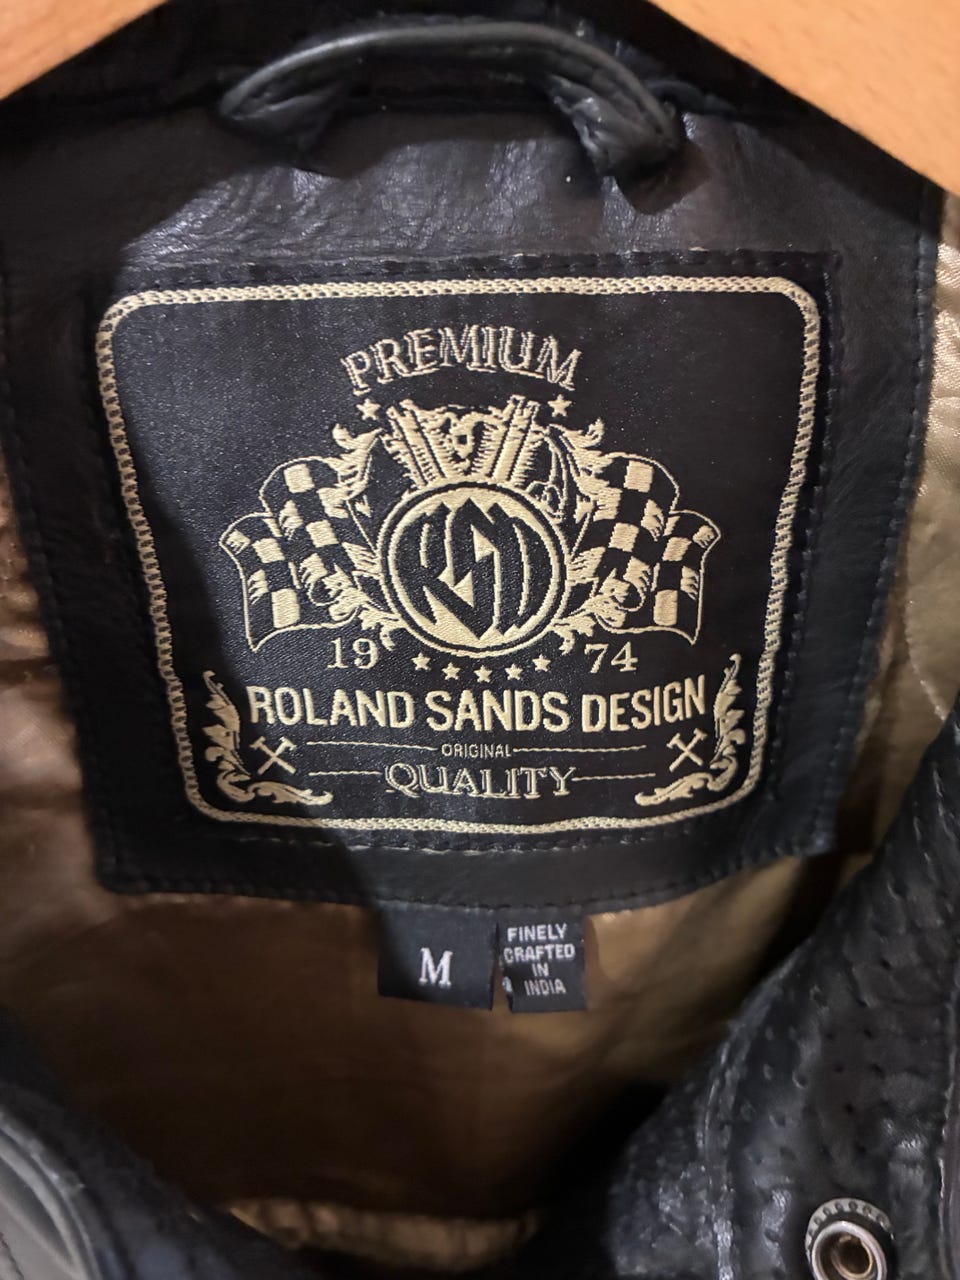 PREMIUM
RSD
19 74
ROLAND SANDS DESIGN
ORIGINAL
QUALITY
M
FINELY
CRAFTED
IN
INDIA